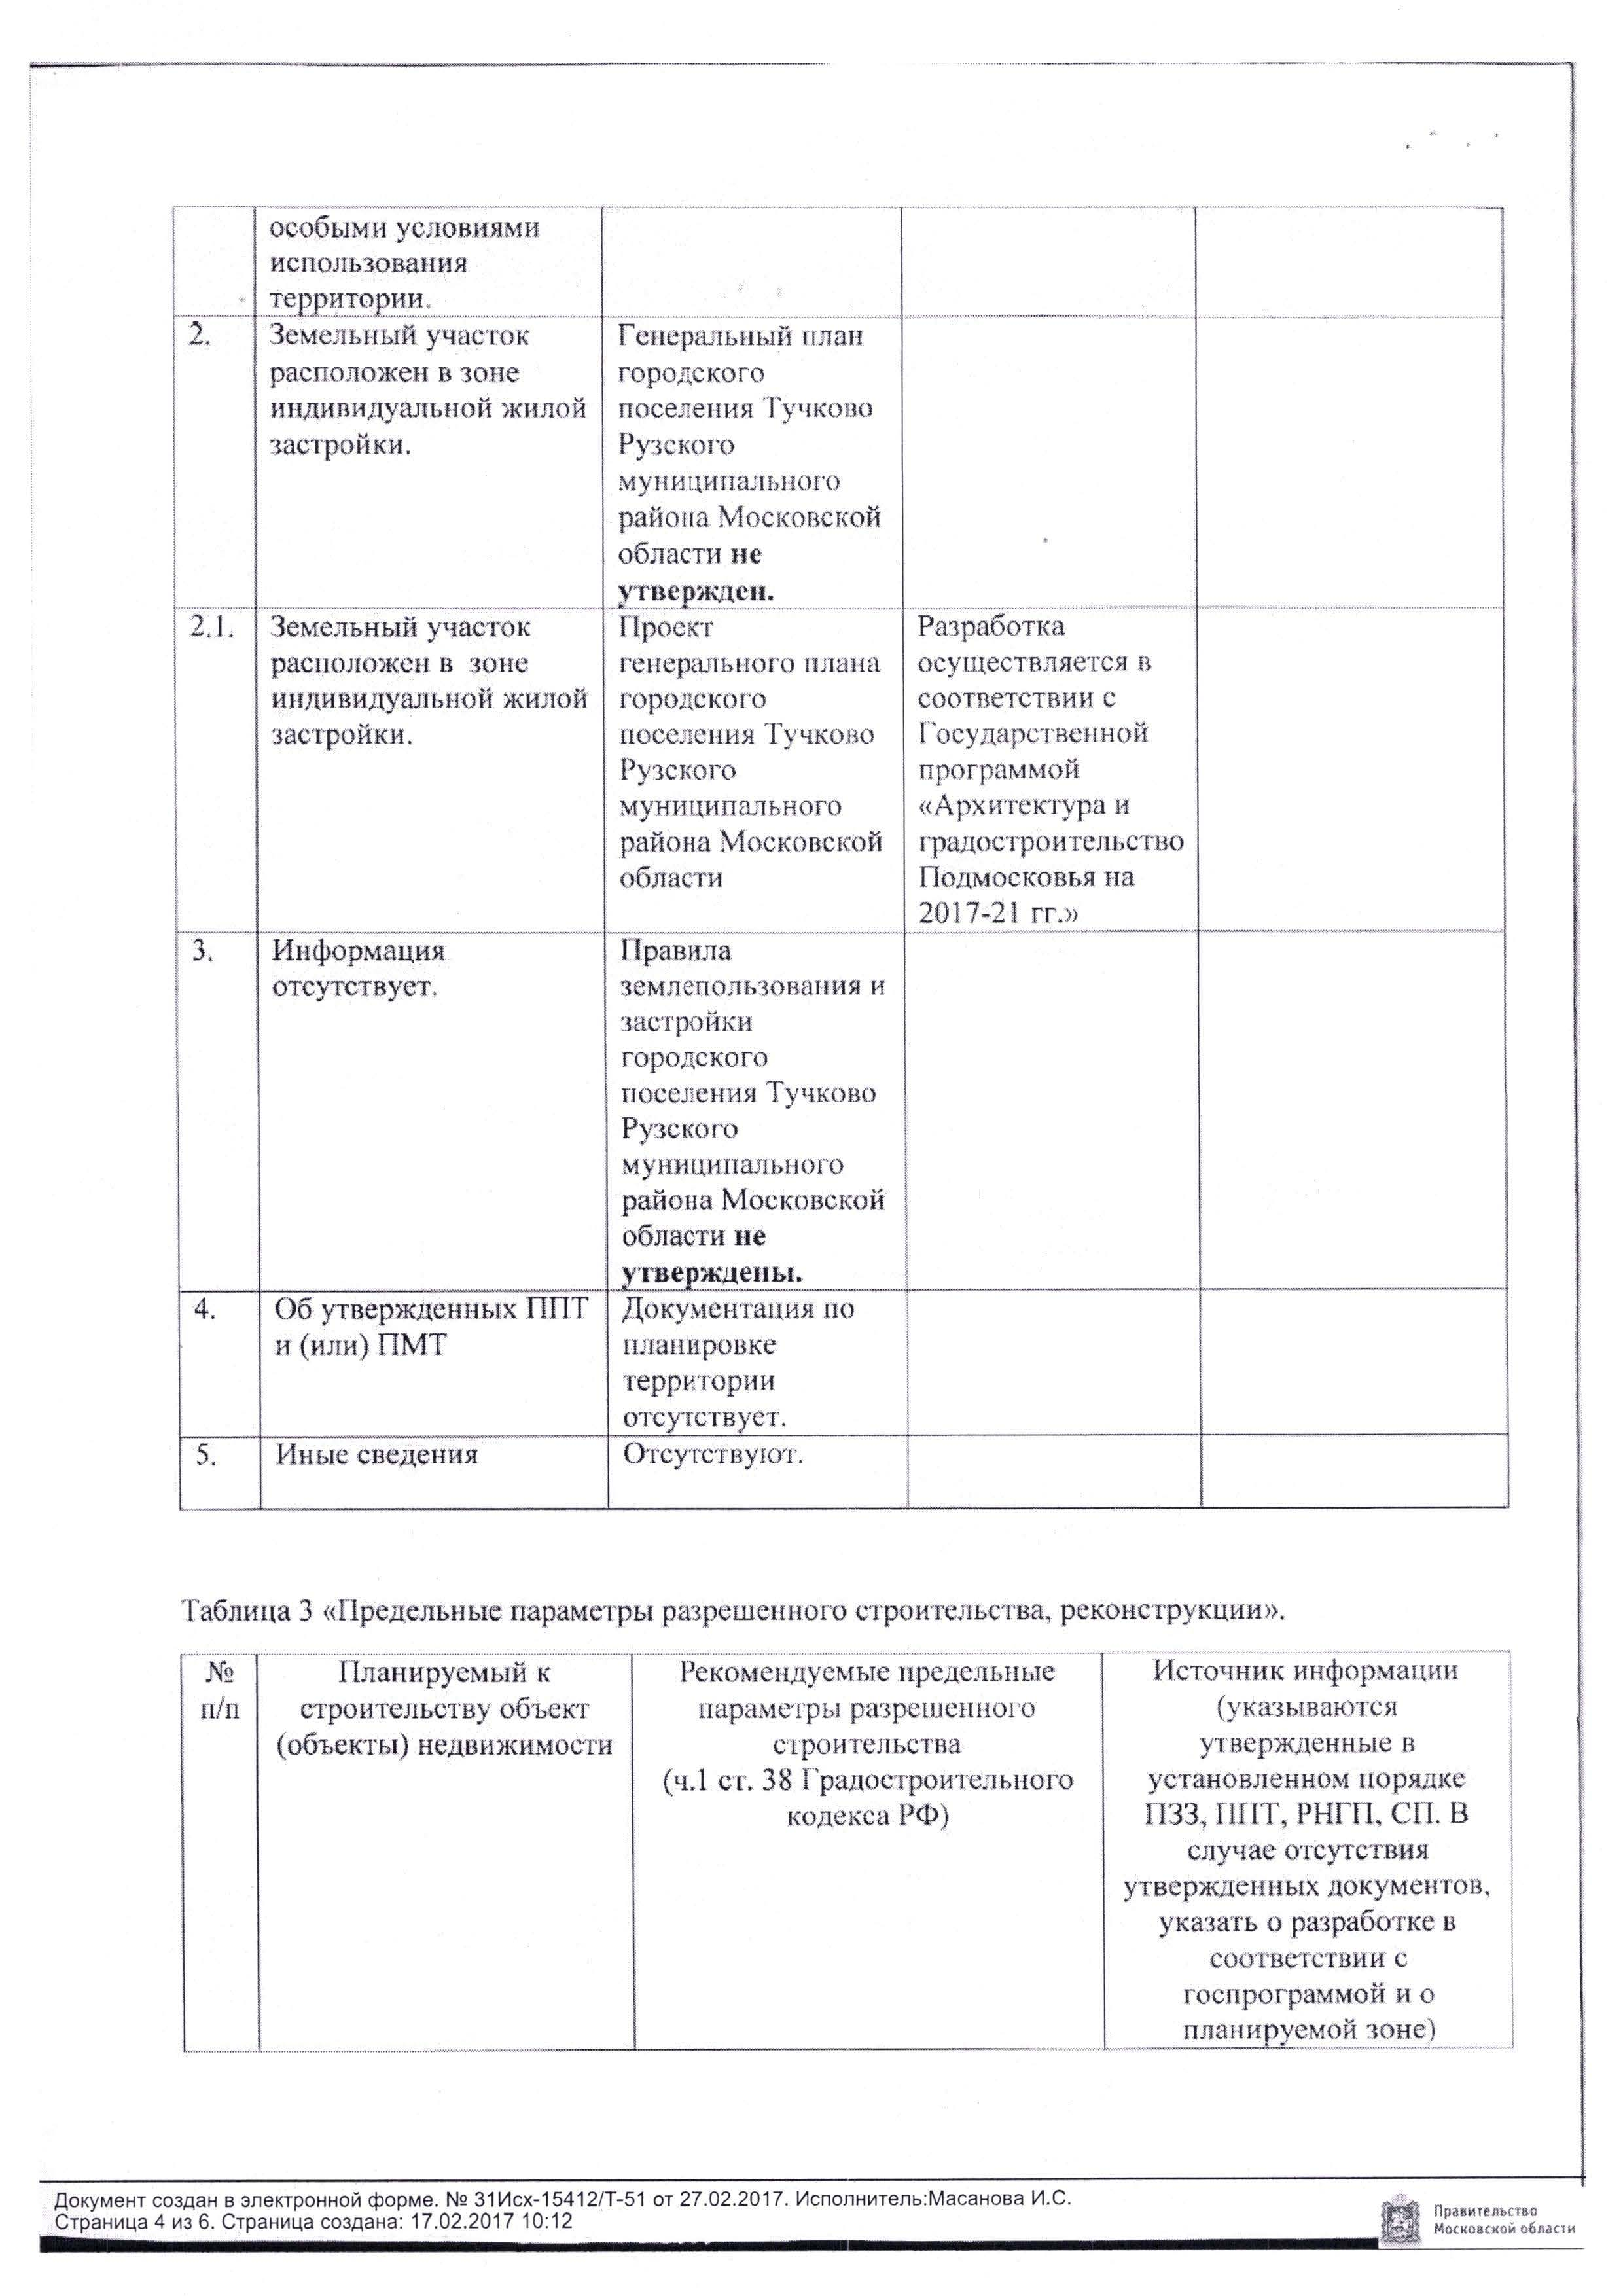 особыми условиями
использования
территории.
2.
Земельный участок
расположен в зоне
индивидуальной жилой
застройки.
Генеральный план
городского
поселения Тучково
Рузского
муниципального
района Московской
области не
утвержден.
2.1.
Земельный участок
расположен в зоне
индивидуальной жилой
застройки.
Проект
генерального плана
городского
поселения Тучково
Рузского
муниципального
района Московской
области
Разработка
осуществляется в
соответствии с
Государственной
программой
«Архитектура и
градостроительство
Подмосковья на
2017-21 гг.»
3.
Информация
отсутствует.
Правила
землепользования и
застройки
городского
поселения Тучково
Рузского
муниципального
района Московской
области не
утверждены.
4.
Об утвержденных ППТ
и (или) ПМТ
Документация по
планировке
территории
отсутствует.
5.
Иные сведения
Отсутствуют.
Таблица 3 «Предельные параметры разрешенного строительства, реконструкции».
№
п/п
Планируемый к
строительству объект
(объекты) недвижимости
Рекомендуемые предельные
параметры разрешенного
строительства
(ч.1 ст. 38 Градостроительного
кодекса РФ)
Источник информации
(указываются
утвержденные в
установленном порядке
ПЗЗ, ППТ, РНГП, СП. В
случае отсутствия
утвержденных документов,
указать о разработке в
соответствии с
госпрограммой и о
планируемой зоне)
Документ создан в электронной форме. № 31Исх-15412/Т-51 от 27.02.2017. Исполнитель:Масанова И.С.
Страница 4 из 6. Страница создана: 17.02.2017 10:12
Правительство
Московской области